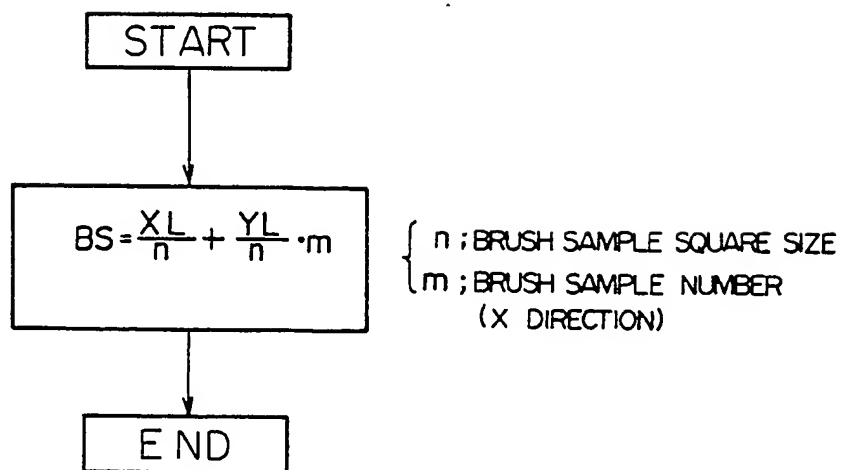 START
BS = XL/n + YL/n · m
n ; BRUSH SAMPLE SQUARE SIZE
m ; BRUSH SAMPLE NUMBER
(X DIRECTION)
END